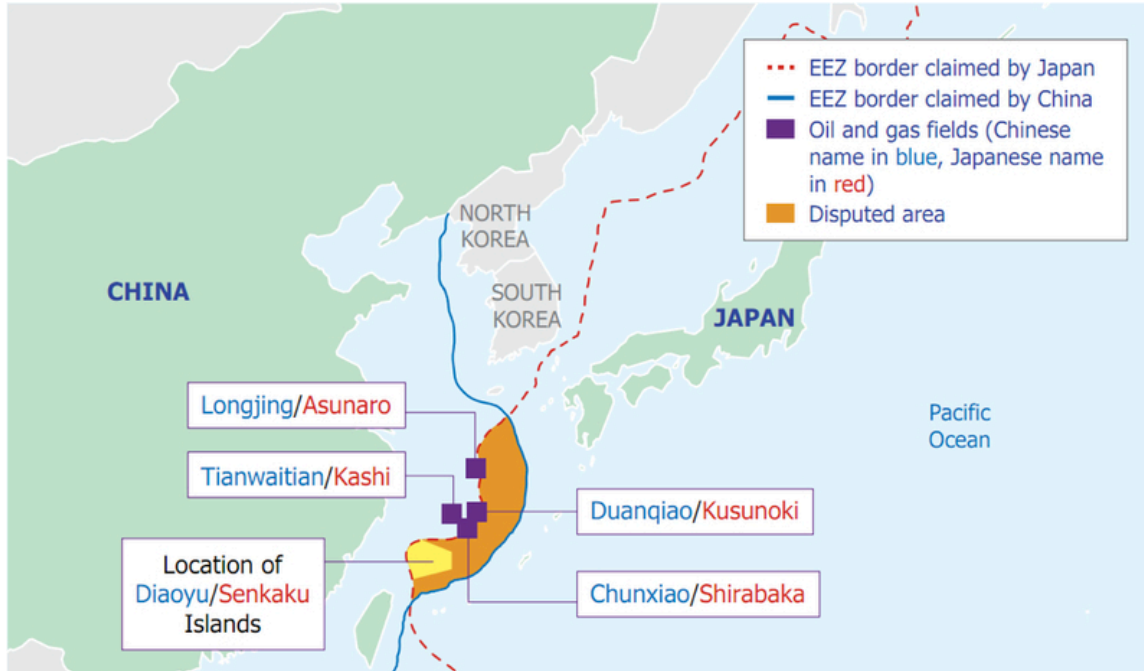 EEZ border claimed by Japan
EEZ border claimed by China
Oil and gas fields (Chinese
name in blue, Japanese name
in red)
Disputed area
NORTH
KOREA
CHINA
SOUTH
KOREA
JAPAN
Longjing/Asunaro
Pacific
Ocean
Tianwaitian/Kashi
Duanqiao/Kusunoki
Location of
Diaoyu/Senkaku
Islands
Chunxiao/Shirabaka